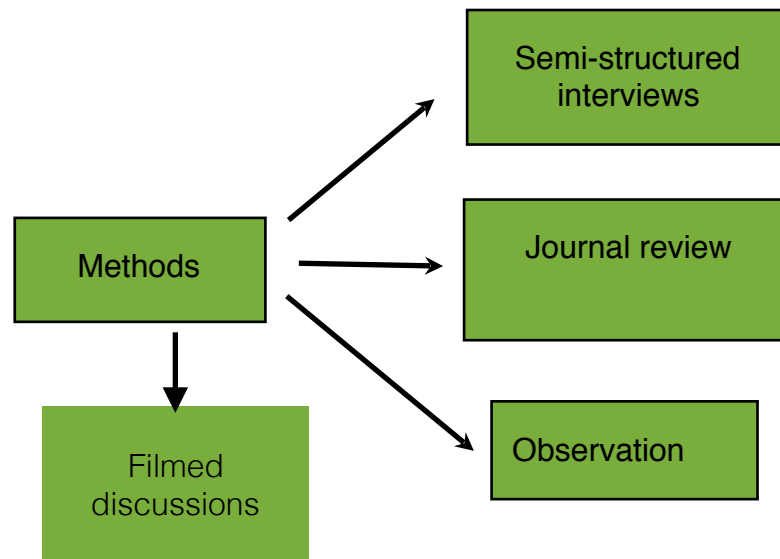 Semi-structured
interviews
Methods
Journal review
Filmed
discussions
Observation